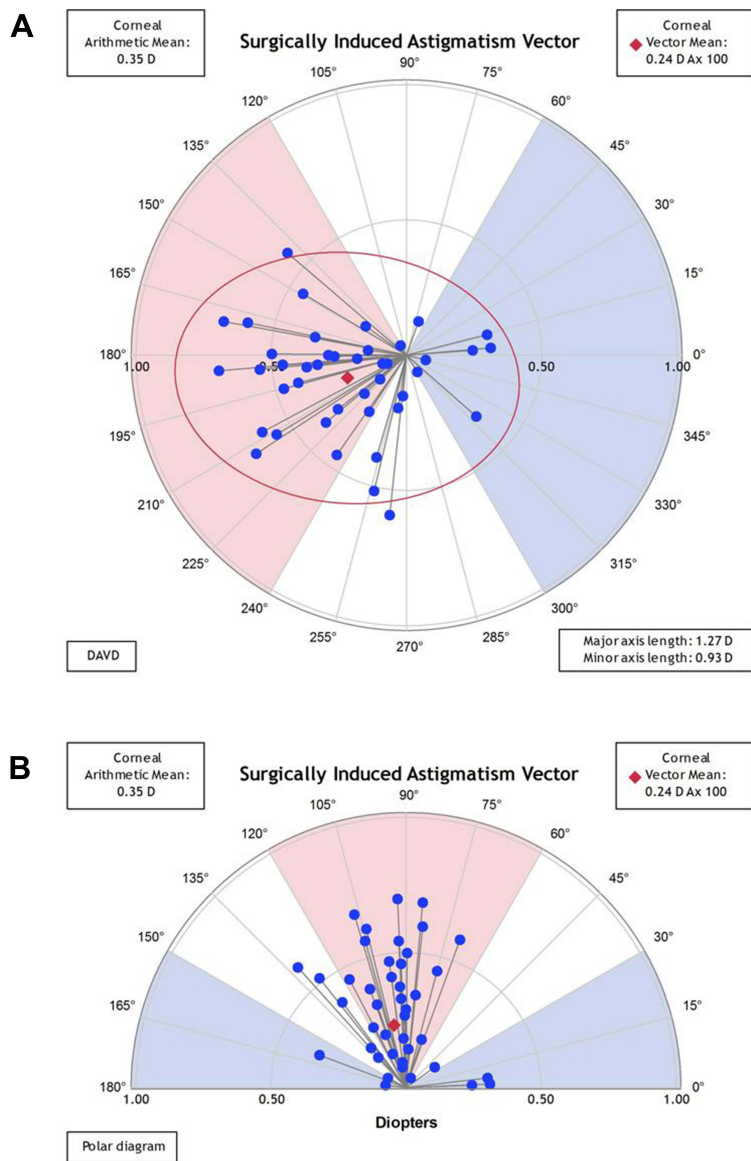 A
Corneal
Arithmetic Mean:
0.35 D
Surgically Induced Astigmatism Vector
Corneal
Vector Mean:
0.24 D Ax 100
90°
105°
75°
120°
60°
135°
45°
150°
30°
165°
15°
180°
0°
1.00
0.50
0.50
1.00
195°
345°
210°
330°
225°
315°
240°
300°
255°
285°
270°
DAVD
Major axis length: 1.27 D
Minor axis length: 0.93 D
B
Corneal
Arithmetic Mean:
0.35 D
Surgically Induced Astigmatism Vector
Corneal
Vector Mean:
0.24 D Ax 100
90°
105°
75°
120°
60°
135°
45°
150°
30°
165°
15°
180°
0°
1.00
0.50
0.50
1.00
Diopters
Polar diagram